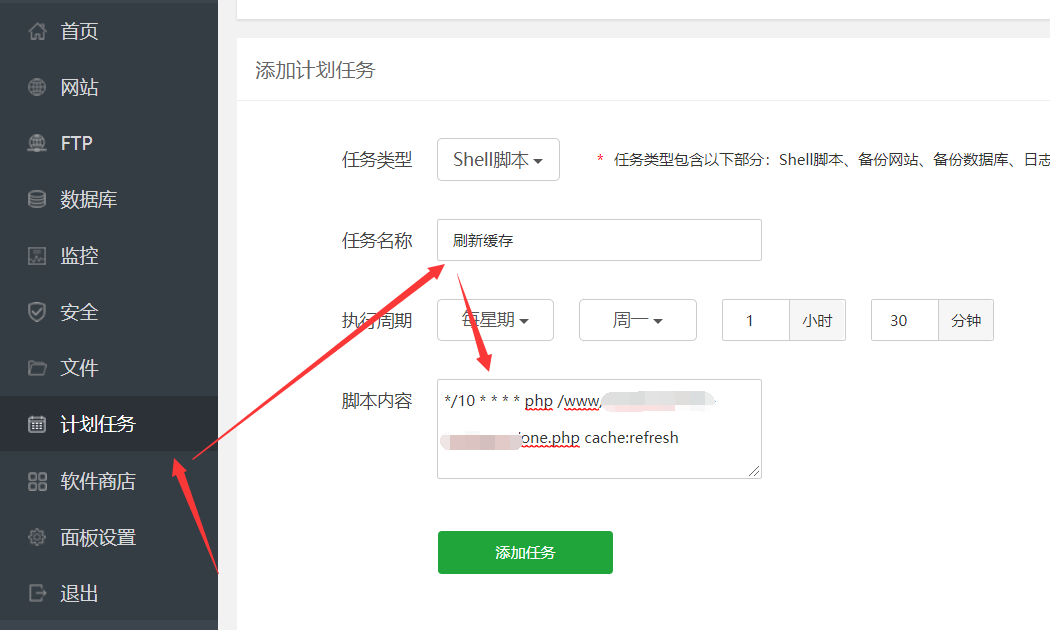 首页
网站
FTP
数据库
监控
安全
文件
计划任务
软件商店
面板设置
退出
添加计划任务
任务类型 Shell脚本 * 任务类型包含以下部分：Shell脚本、备份网站、备份数据库、日志
任务名称 刷新缓存
执行周期 每星期 周一 1 小时 30 分钟
脚本内容 */10 * * * * php /www/
/one.php cache:refresh
添加任务